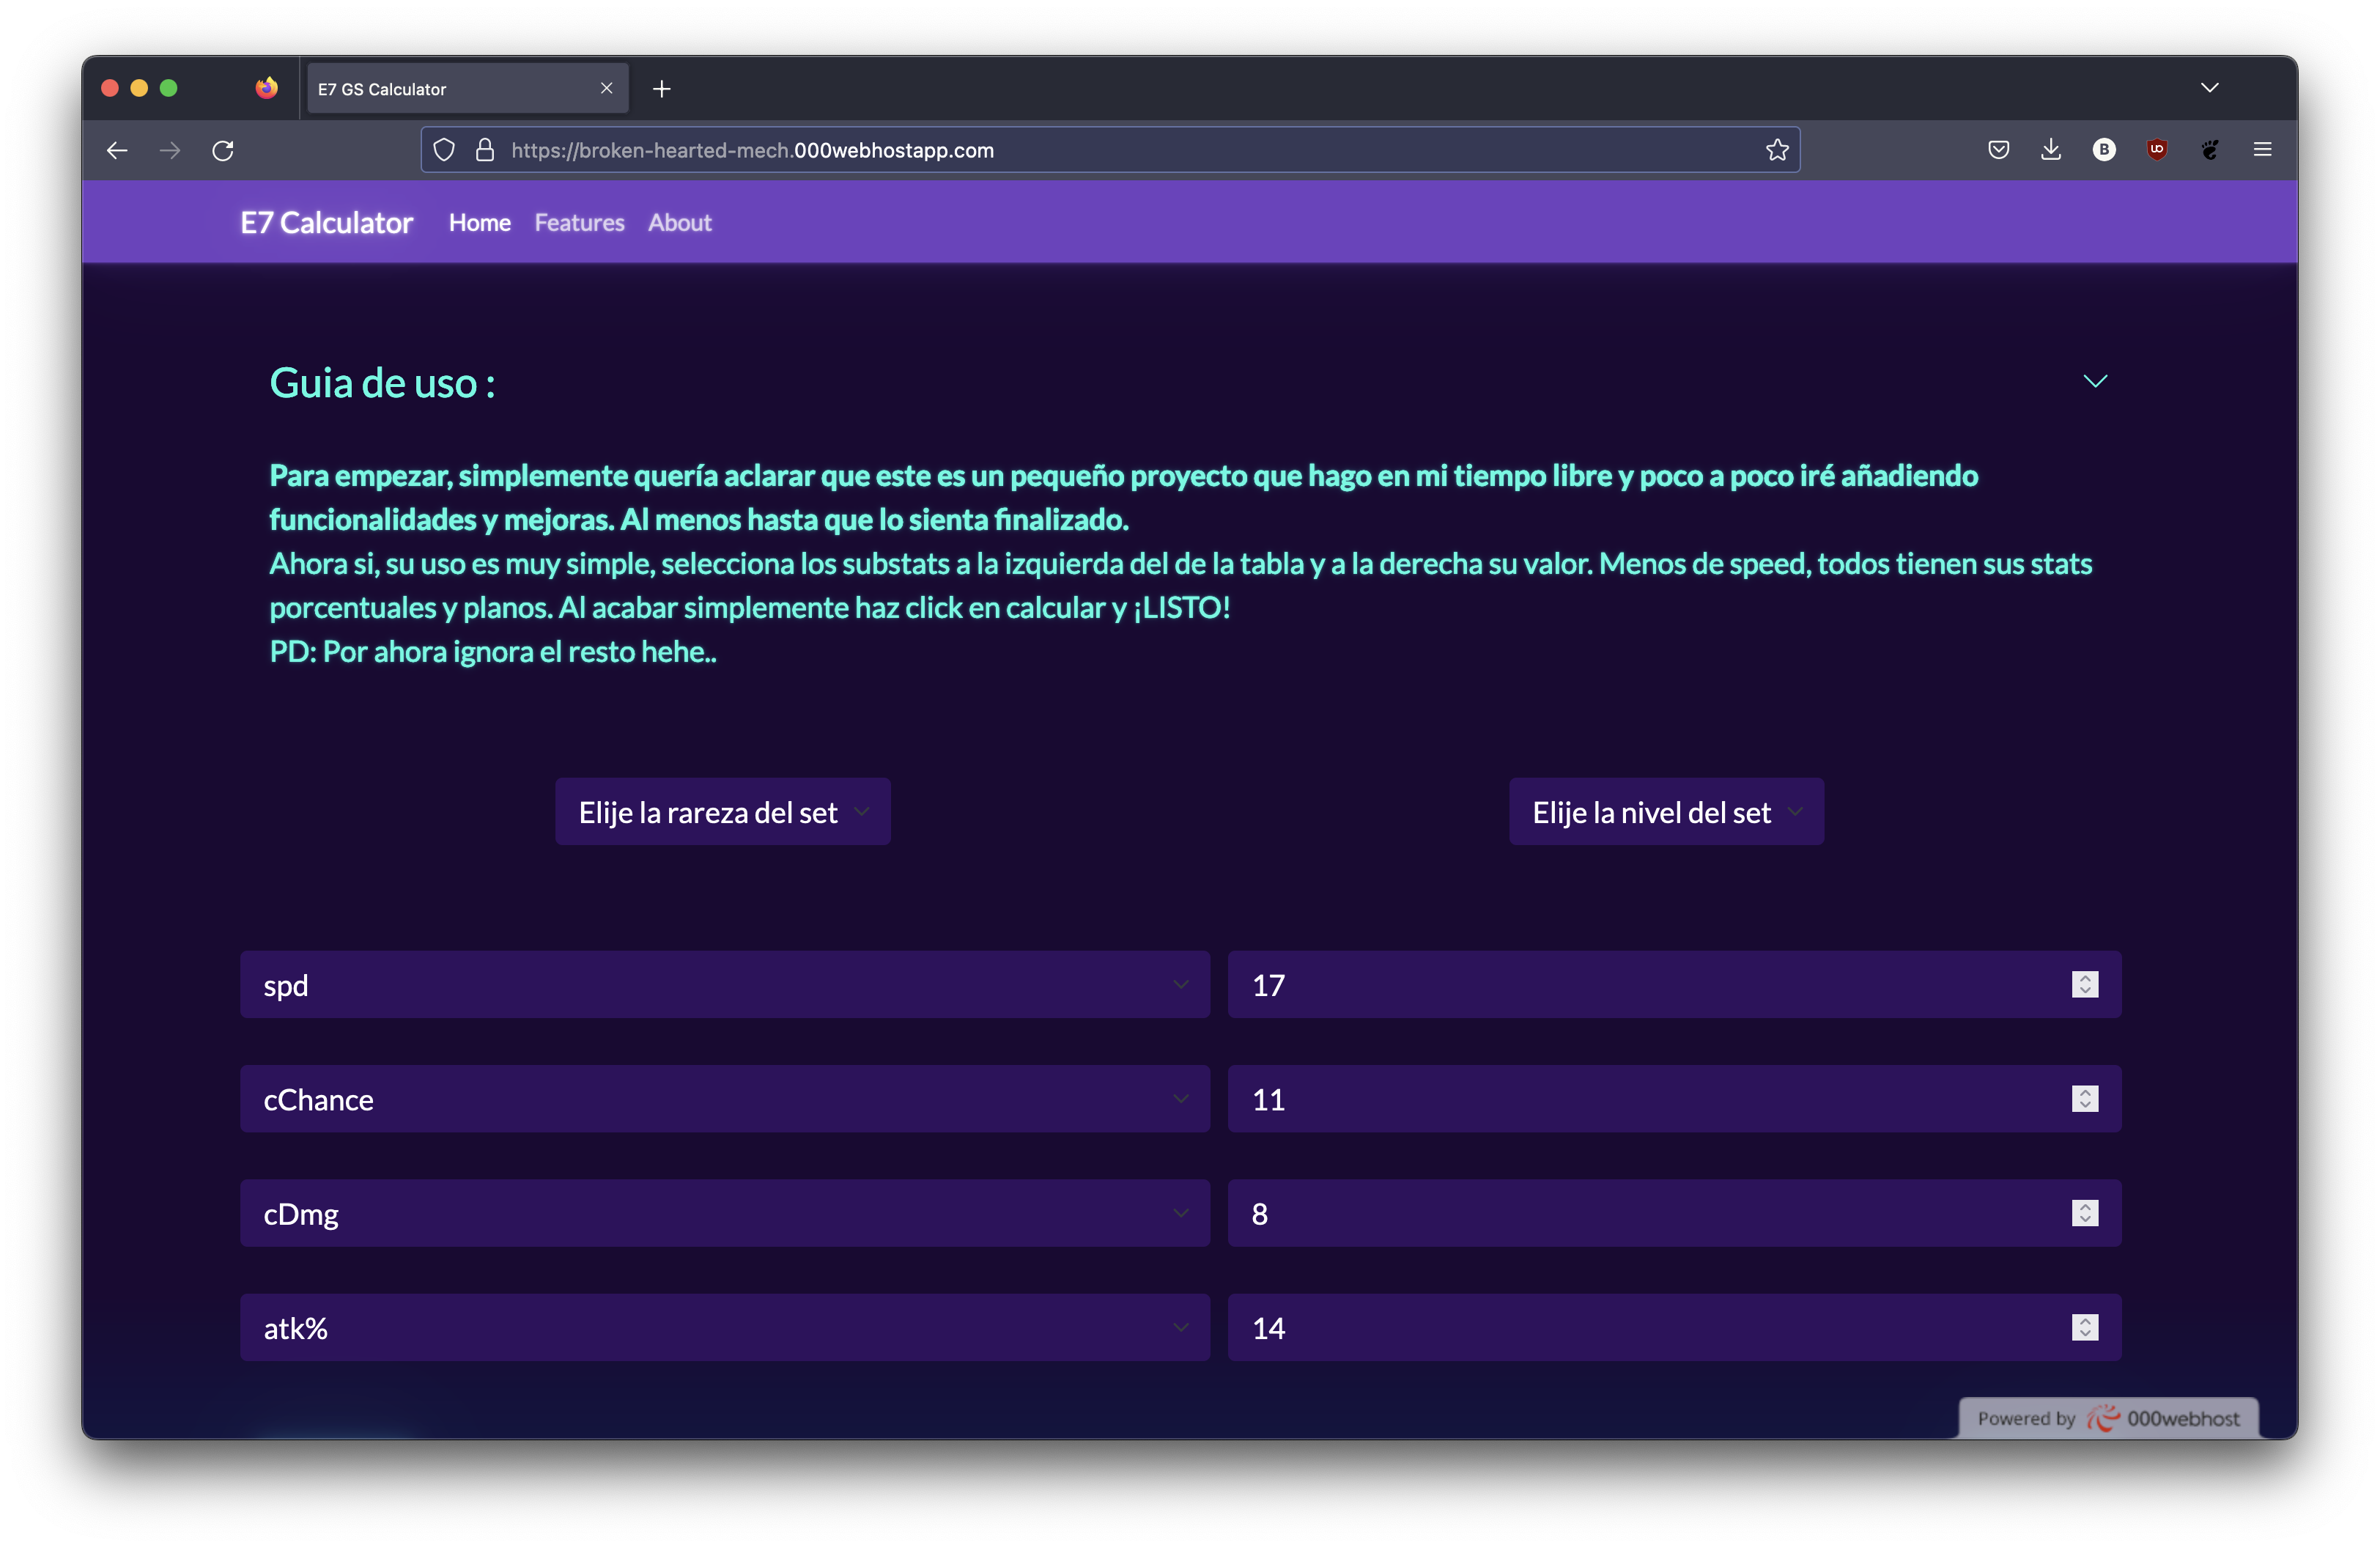 E7 GS Calculator
https://broken-hearted-mech.000webhostapp.com
B
E7 Calculator Home Features About
Guia de uso :
Para empezar, simplemente quería aclarar que este es un pequeño proyecto que hago en mi tiempo libre y poco a poco iré añadiendo
funcionalidades y mejoras. Al menos hasta que lo sienta finalizado.
Ahora si, su uso es muy simple, selecciona los substats a la izquierda del de la tabla y a la derecha su valor. Menos de speed, todos tienen sus stats
porcentuales y planos. Al acabar simplemente haz click en calcular y ¡LISTO!
PD: Por ahora ignora el resto hehe..
Elije la rareza del set Elije la nivel del set
spd 17
cChance 11
cDmg 8
atk% 14
Powered by 000webhost